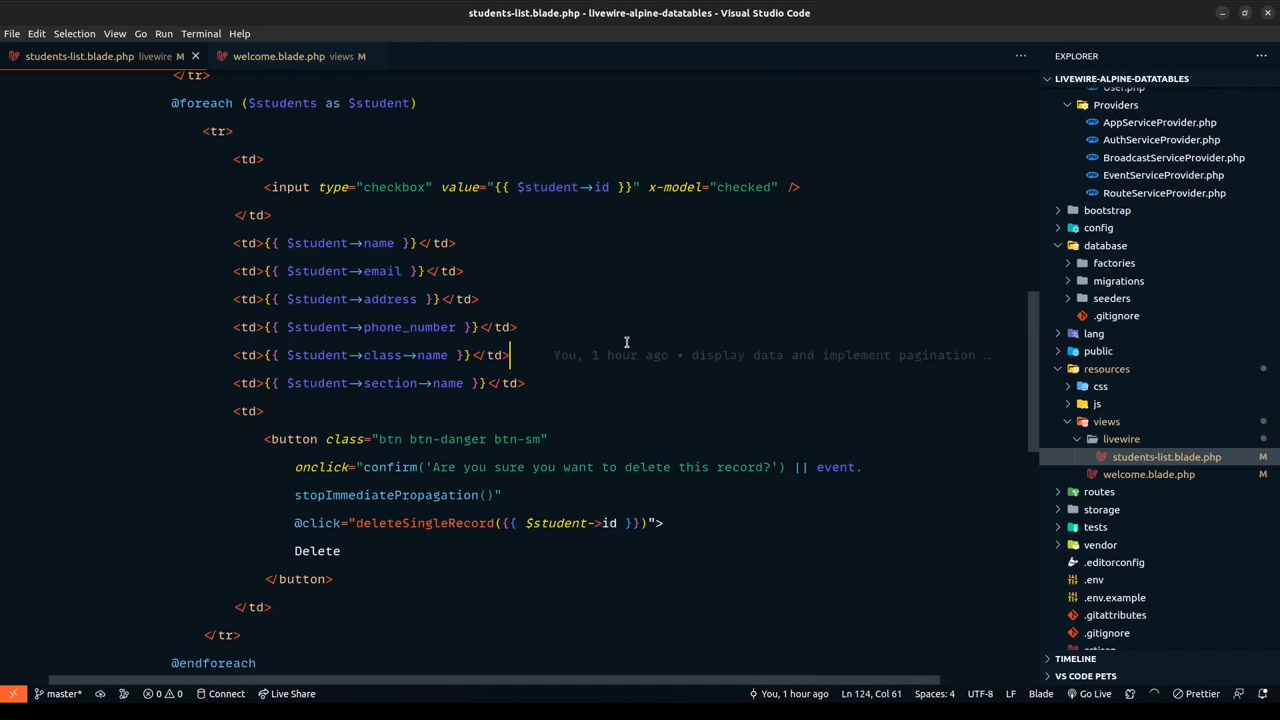 students-list.blade.php - livewire-alpine-datatables - Visual Studio Code
File Edit Selection View Go Run Terminal Help
students-list.blade.php livewire M
welcome.blade.php views M
</tr>
@foreach ($students as $student)
<tr>
<td>
<input type="checkbox" value="{{ $student->id }}" x-model="checked" />
</td>
<td>{{ $student->name }}</td>
<td>{{ $student->email }}</td>
<td>{{ $student->address }}</td>
<td>{{ $student->phone_number }}</td>
<td>{{ $student->class->name }}</td> You, 1 hour ago • display data and implement pagination …
<td>{{ $student->section->name }}</td>
<td>
<button class="btn btn-danger btn-sm"
onclick="confirm('Are you sure you want to delete this record?') || event.
stopImmediatePropagation()"
@click="deleteSingleRecord({{ $student->id }})">
Delete
</button>
</td>
</tr>
@endforeach
EXPLORER
LIVEWIRE-ALPINE-DATATABLES
User.php
Providers
AppServiceProvider.php
AuthServiceProvider.php
BroadcastServiceProvider.php
EventServiceProvider.php
RouteServiceProvider.php
bootstrap
config
database
factories
migrations
seeders
.gitignore
lang
public
resources
css
js
views
livewire
students-list.blade.php M
welcome.blade.php M
routes
storage
tests
vendor
.editorconfig
.env
.env.example
.gitattributes
.gitignore
artisan
TIMELINE
VS CODE PETS
master* 0 0 Connect Live Share You, 1 hour ago Ln 124, Col 61 Spaces: 4 UTF-8 LF Blade Go Live Prettier